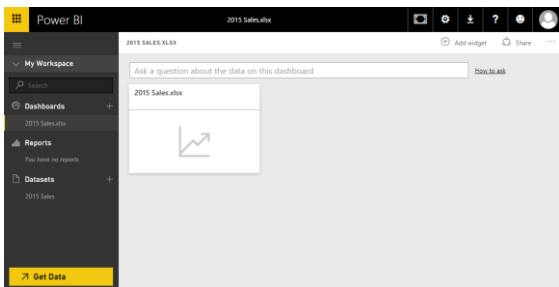 Power BI
2015 Sales.xlsx
2015 SALES.XLSX
Add widget
Share
My Workspace
Search
Ask a question about the data on this dashboard
How to ask
Dashboards
2015 Sales.xlsx
2015 Sales.xlsx
Reports
You have no reports
Datasets
2015 Sales
Get Data